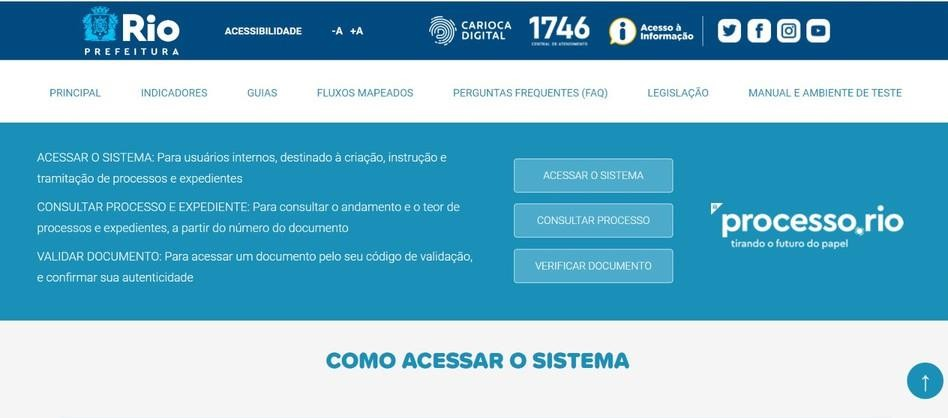 Rio
PREFEITURA
ACESSIBILIDADE
-A +A
CARIOCA
DIGITAL
1746
CENTRAL DE ATENDIMENTO
Acesso à
Informação
PRINCIPAL
INDICADORES
GUIAS
FLUXOS MAPEADOS
PERGUNTAS FREQUENTES (FAQ)
LEGISLAÇÃO
MANUAL E AMBIENTE DE TESTE
ACESSAR O SISTEMA: Para usuários internos, destinado à criação, instrução e
tramitação de processos e expedientes
CONSULTAR PROCESSO E EXPEDIENTE: Para consultar o andamento e o teor de
processos e expedientes, a partir do número do documento
VALIDAR DOCUMENTO: Para acessar um documento pelo seu código de validação,
e confirmar sua autenticidade
ACESSAR O SISTEMA
CONSULTAR PROCESSO
VERIFICAR DOCUMENTO
processo.rio
tirando o futuro do papel
COMO ACESSAR O SISTEMA